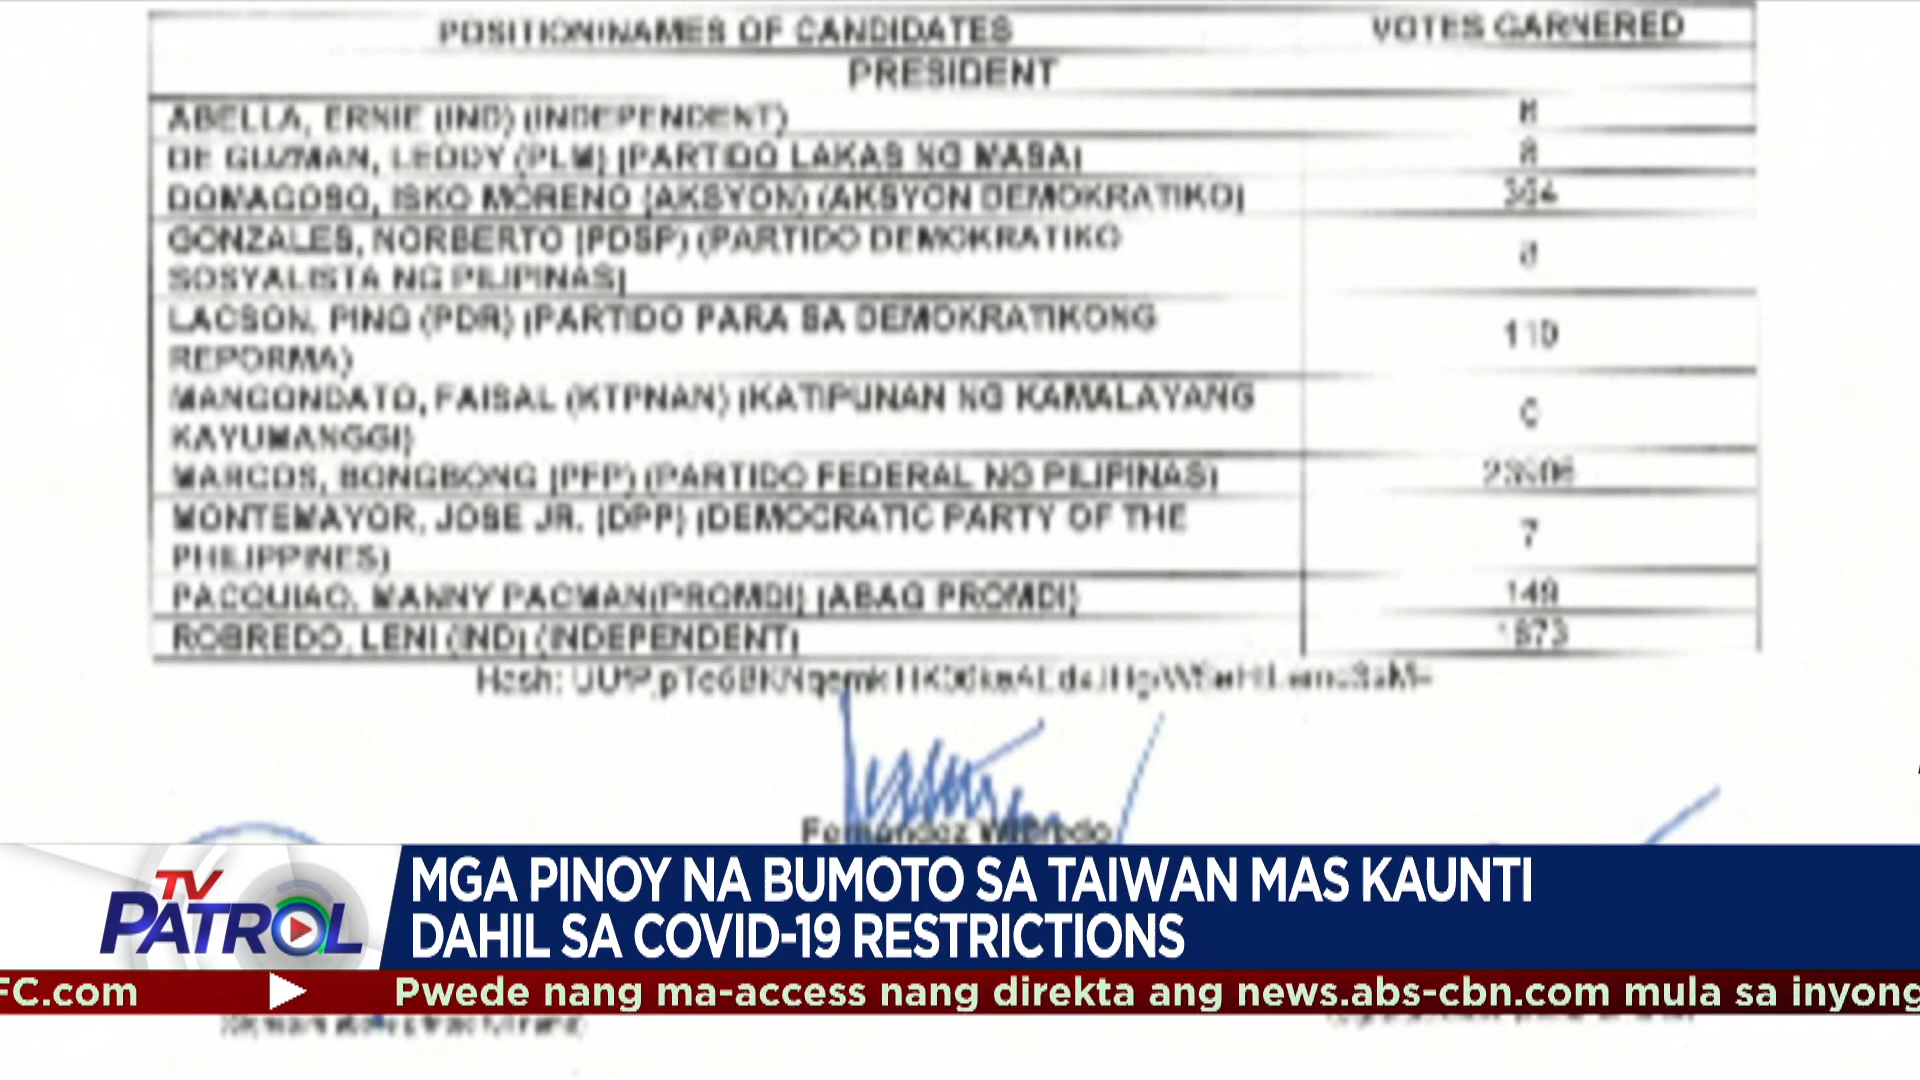 POSITION/NAMES OF CANDIDATES VOTES GARNERED
PRESIDENT
ABELLA, ERNIE (IND) (INDEPENDENT)
DE GUZMAN, LEODY (PLM) (PARTIDO LAKAS NG MASA) 8
DOMAGOSO, ISKO MORENO (AKSYON) (AKSYON DEMOKRATIKO)
GONZALES, NORBERTO (PDSP) (PARTIDO DEMOKRATIKO
SOSYALISTA NG PILIPINAS)
LACSON, PING (PDR) (PARTIDO PARA SA DEMOKRATIKONG
REPORMA)
MANGONDATO, FAISAL (KTPNAN) (KATIPUNAN NG KAMALAYANG
KAYUMANGGI)
MARCOS, BONGBONG (PFP) (PARTIDO FEDERAL NG PILIPINAS)
MONTEMAYOR, JOSE JR. (DPP) (DEMOCRATIC PARTY OF THE
PHILIPPINES) 7
PACQUIAO, MANNY PACMAN(PROMDI) (ABAG PROMDI) 149
ROBREDO, LENI (IND) (INDEPENDENT)
Hash:
Fernandez Wilfredo
TV PATROL
MGA PINOY NA BUMOTO SA TAIWAN MAS KAUNTI
DAHIL SA COVID-19 RESTRICTIONS
FC.com Pwede nang ma-access nang direkta ang news.abs-cbn.com mula sa inyong